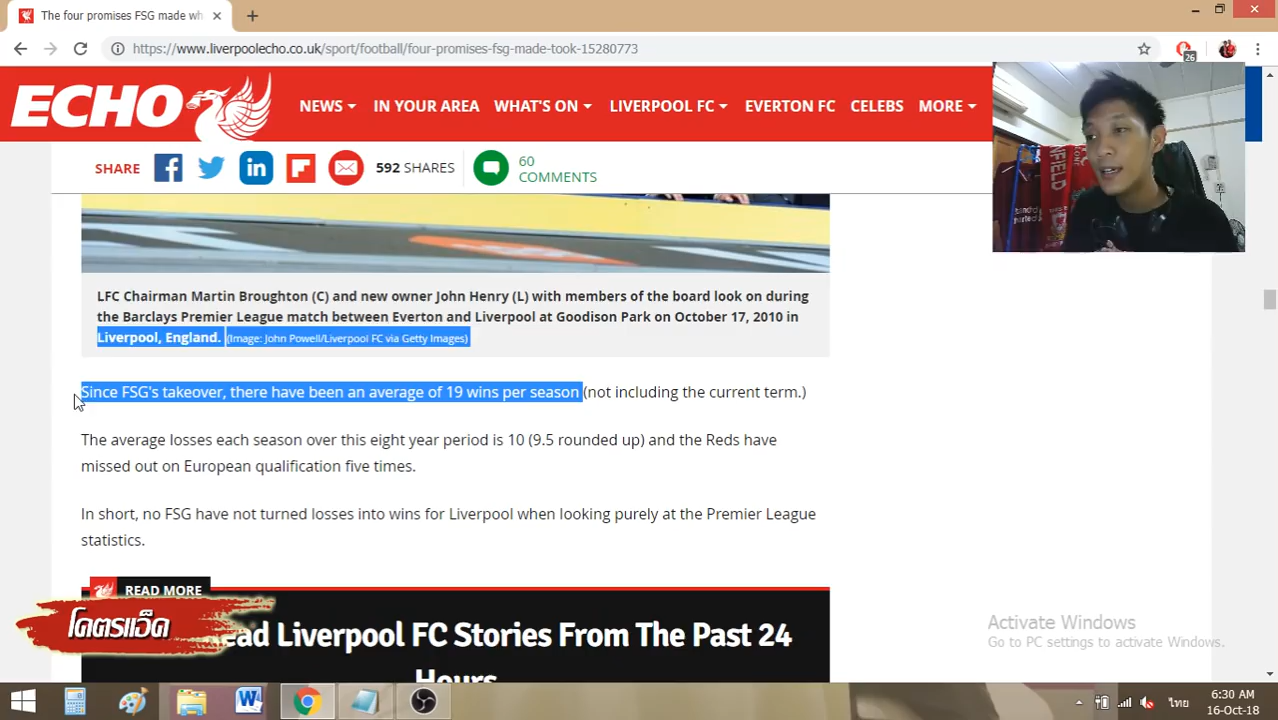 The four promises FSG made wh
https://www.liverpoolecho.co.uk/sport/football/four-promises-fsg-made-took-15280773
26
ECHO
NEWS
IN YOUR AREA
WHAT'S ON
LIVERPOOL FC
EVERTON FC
CELEBS
MORE
SHARE
592 SHARES
60
COMMENTS
LFC Chairman Martin Broughton (C) and new owner John Henry (L) with members of the board look on during
the Barclays Premier League match between Everton and Liverpool at Goodison Park on October 17, 2010 in
Liverpool, England. (Image: John Powell/Liverpool FC via Getty Images)
Since FSG's takeover, there have been an average of 19 wins per season (not including the current term.)
The average losses each season over this eight year period is 10 (9.5 rounded up) and the Reds have
missed out on European qualification five times.
In short, no FSG have not turned losses into wins for Liverpool when looking purely at the Premier League
statistics.
READ MORE
ead Liverpool FC Stories From The Past 24
Hours
โคตรแอ็ด
Activate Windows
Go to PC settings to activate Windows.
ไทย
6:30 AM
16-Oct-18